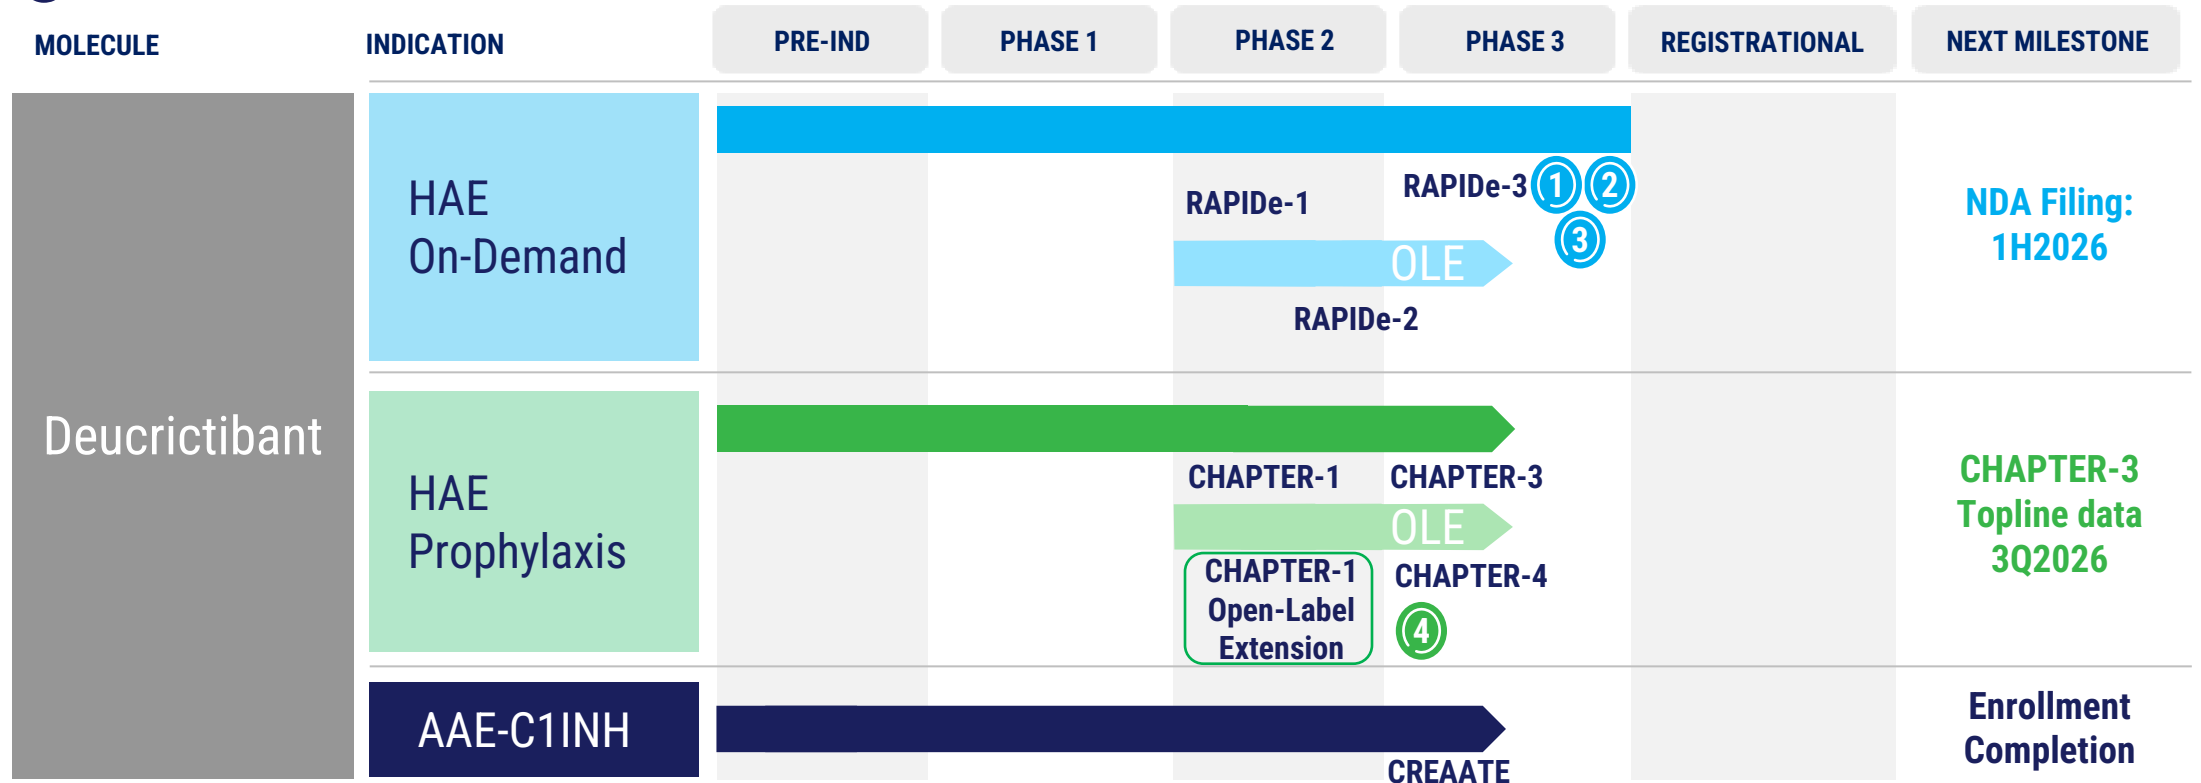 MOLECULE
INDICATION
PRE-IND
PHASE 1
PHASE 2
PHASE 3
REGISTRATIONAL
NEXT MILESTONE
Deucrictibant
HAE
On-Demand
RAPIDe-1
RAPIDe-3
1
2
3
OLE
RAPIDe-2
NDA Filing:
1H2026
HAE
Prophylaxis
CHAPTER-1
CHAPTER-3
OLE
CHAPTER-1
Open-Label
Extension
CHAPTER-4
4
CHAPTER-3
Topline data
3Q2026
AAE-C1INH
CREAATE
Enrollment
Completion